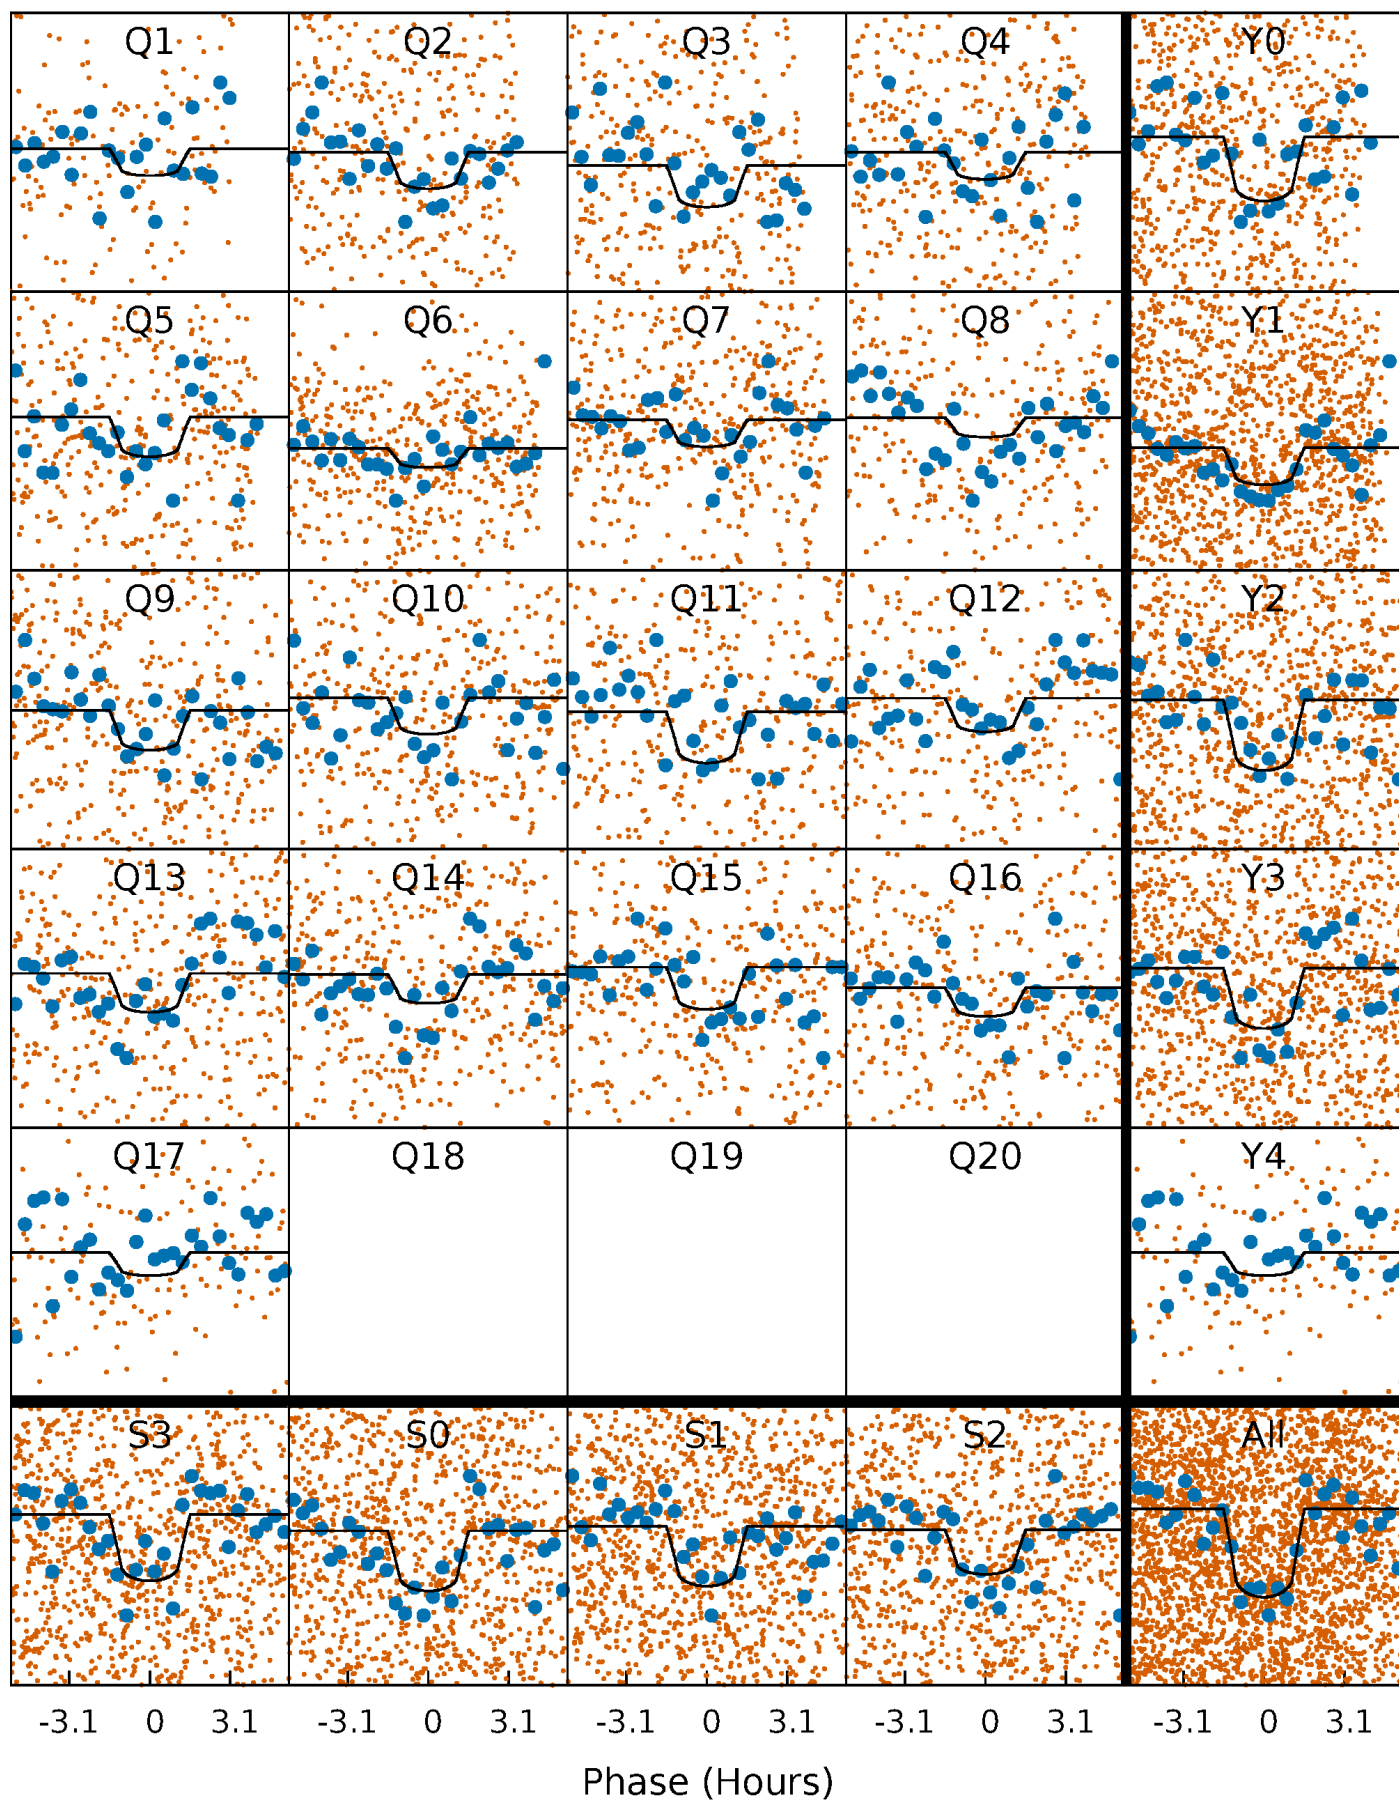 Q1 Q2 Q3 Q4 Y0
Q5 Q6 Q7 Q8 Y1
Q9 Q10 Q11 Q12 Y2
Q13 Q14 Q15 Q16 Y3
Q17 Q18 Q19 Q20 Y4
S3 S0 S1 S2 All
-3.1 0 3.1 -3.1 0 3.1 -3.1 0 3.1 -3.1 0 3.1 -3.1 0 3.1
Phase (Hours)